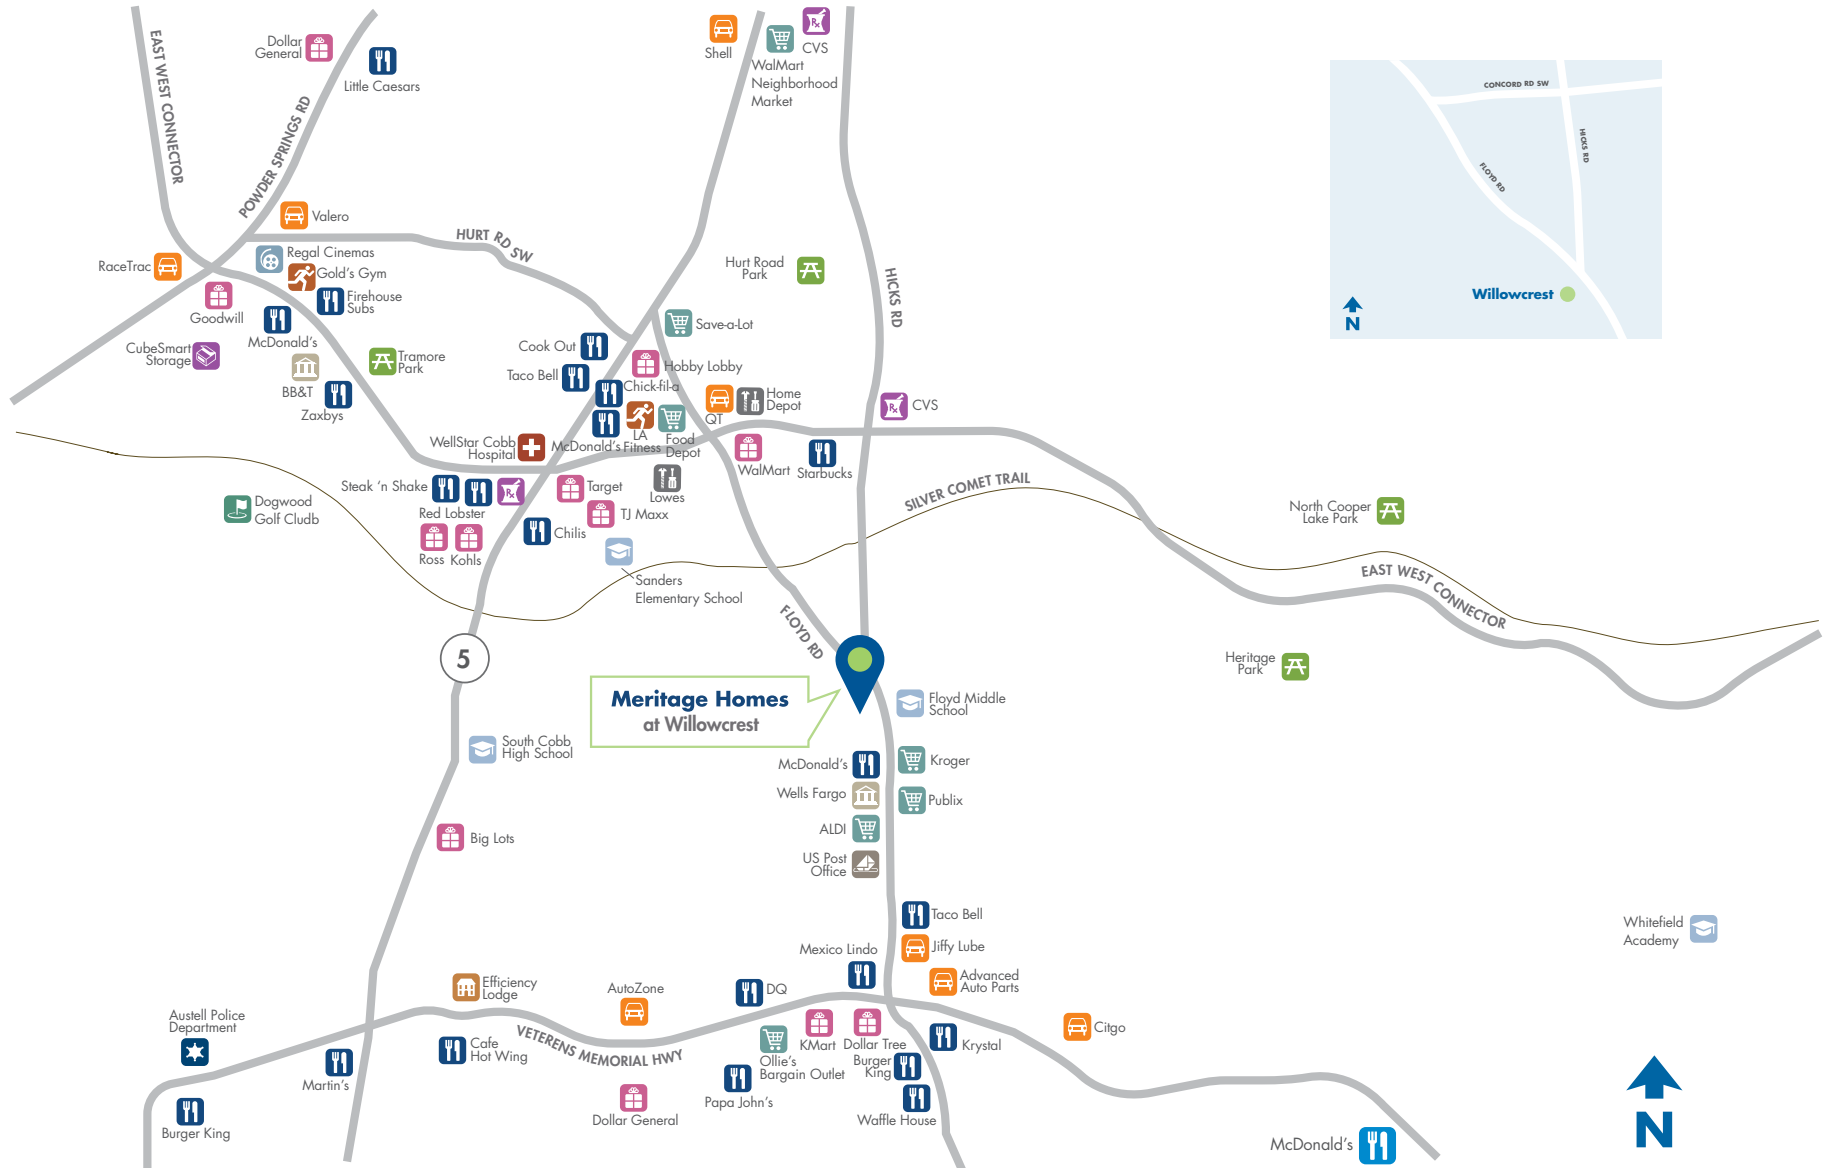 EAST WEST CONNECTOR
Dollar
General
Little Caesars
POWDER SPRINGS RD
Shell
WalMart
Neighborhood
Market
CVS
CONCORD RD SW
HICKS RD
FLOYD RD
Willowcrest
N
Valero
HURT RD SW
RaceTrac
Regal Cinemas
Gold's Gym
Firehouse
Subs
Goodwill
McDonald's
CubeSmart
Storage
BB&T
Zaxbys
Tramore
Park
Hurt Road
Park
HICKS RD
Save-a-Lot
Cook Out
Hobby Lobby
Taco Bell
Chick-fil-a
QT
Home
Depot
CVS
WellStar Cobb
Hospital
McDonald's
LA
Fitness
Food
Depot
WalMart
Starbucks
Lowes
Steak 'n Shake
Red Lobster
Target
TJ Maxx
Chilis
Ross
Kohls
Dogwood
Golf Cludb
SILVER COMET TRAIL
North Cooper
Lake Park
Sanders
Elementary School
EAST WEST CONNECTOR
FLOYD RD
5
Heritage
Park
Meritage Homes
at Willowcrest
Floyd Middle
School
South Cobb
High School
McDonald's
Kroger
Wells Fargo
Publix
ALDI
US Post
Office
Big Lots
Taco Bell
Jiffy Lube
Mexico Lindo
Advanced
Auto Parts
Whitefield
Academy
Efficiency
Lodge
AutoZone
DQ
Austell Police
Department
Cafe
Hot Wing
VETERENS MEMORIAL HWY
Ollie's
Bargain Outlet
KMart
Dollar Tree
Burger
King
Krystal
Citgo
Martin's
Papa John's
Dollar General
Waffle House
Burger King
McDonald's
N